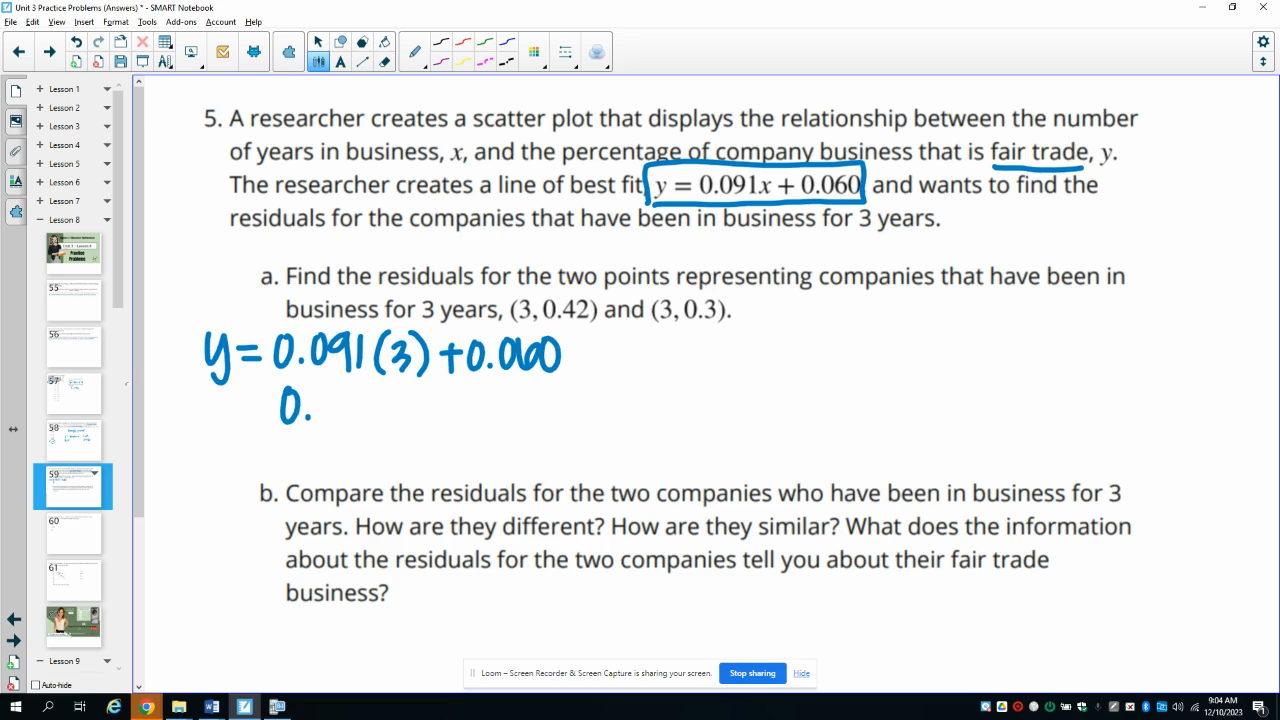 Unit 3 Practice Problems (Answers) * - SMART Notebook
File Edit View Insert Format Tools Add-ons Account Help
Lesson 1
Lesson 2
Lesson 3
Lesson 4
Lesson 5
Lesson 6
Lesson 7
Lesson 8
55
56
57
58
59
60
61
Lesson 9
Auto-hide
5. A researcher creates a scatter plot that displays the relationship between the number
of years in business, x, and the percentage of company business that is fair trade, y.
The researcher creates a line of best fit y = 0.091x + 0.060 and wants to find the
residuals for the companies that have been in business for 3 years.
a. Find the residuals for the two points representing companies that have been in
business for 3 years, (3, 0.42) and (3, 0.3).
y = 0.091(3) + 0.060
0.
b. Compare the residuals for the two companies who have been in business for 3
years. How are they different? How are they similar? What does the information
about the residuals for the two companies tell you about their fair trade
business?
Loom – Screen Recorder & Screen Capture is sharing your screen. Stop sharing Hide
9:04 AM
12/10/2023